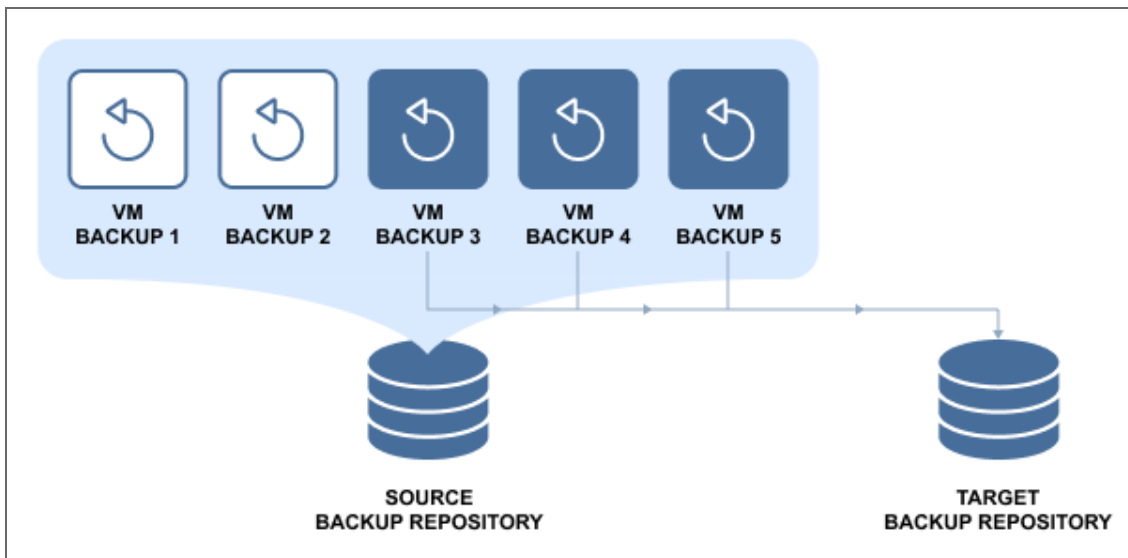 VM
BACKUP 1
VM
BACKUP 2
VM
BACKUP 3
VM
BACKUP 4
VM
BACKUP 5
SOURCE
BACKUP REPOSITORY
TARGET
BACKUP REPOSITORY